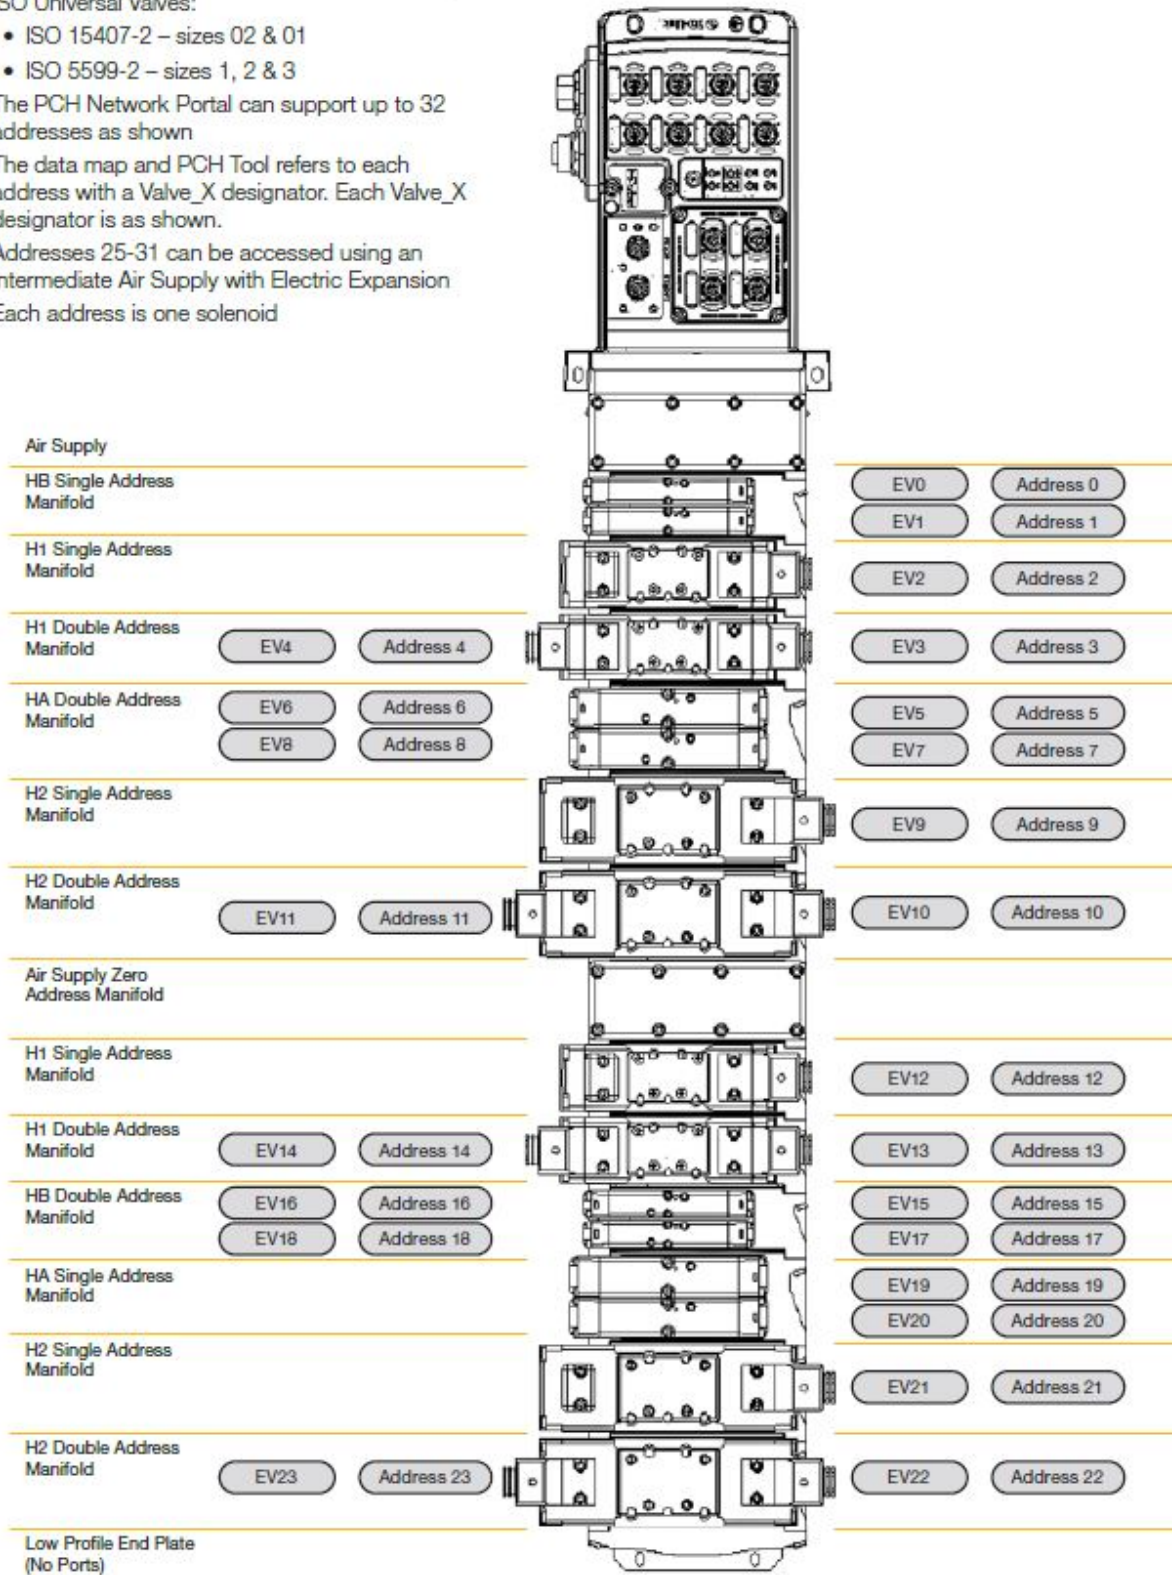 ISO Universal Valves:
• ISO 15407-2 – sizes 02 & 01
• ISO 5599-2 – sizes 1, 2 & 3
The PCH Network Portal can support up to 32
addresses as shown
The data map and PCH Tool refers to each
address with a Valve_X designator. Each Valve_X
designator is as shown.
Addresses 25-31 can be accessed using an
Intermediate Air Supply with Electric Expansion
Each address is one solenoid
Air Supply
HB Single Address
Manifold
EV0 Address 0
EV1 Address 1
H1 Single Address
Manifold
EV2 Address 2
H1 Double Address
Manifold
EV4 Address 4 EV3 Address 3
HA Double Address
Manifold
EV6 Address 6 EV5 Address 5
EV8 Address 8 EV7 Address 7
H2 Single Address
Manifold
EV9 Address 9
H2 Double Address
Manifold
EV11 Address 11 EV10 Address 10
Air Supply Zero
Address Manifold
H1 Single Address
Manifold
EV12 Address 12
H1 Double Address
Manifold
EV14 Address 14 EV13 Address 13
HB Double Address
Manifold
EV16 Address 16 EV15 Address 15
EV18 Address 18 EV17 Address 17
HA Single Address
Manifold
EV19 Address 19
EV20 Address 20
H2 Single Address
Manifold
EV21 Address 21
H2 Double Address
Manifold
EV23 Address 23 EV22 Address 22
Low Profile End Plate
(No Ports)